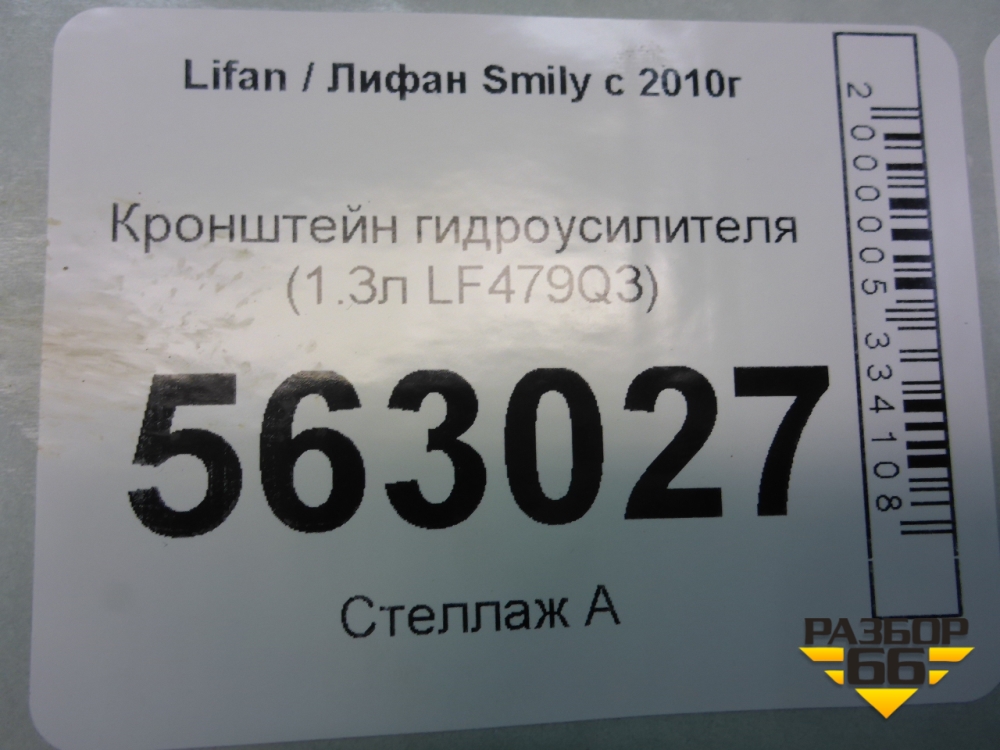 Lifan / Лифан Smily с 2010г
Кронштейн гидроусилителя
(1.3л LF479Q3)
563027
Стеллаж А
2000005334108
РАЗБОР
66